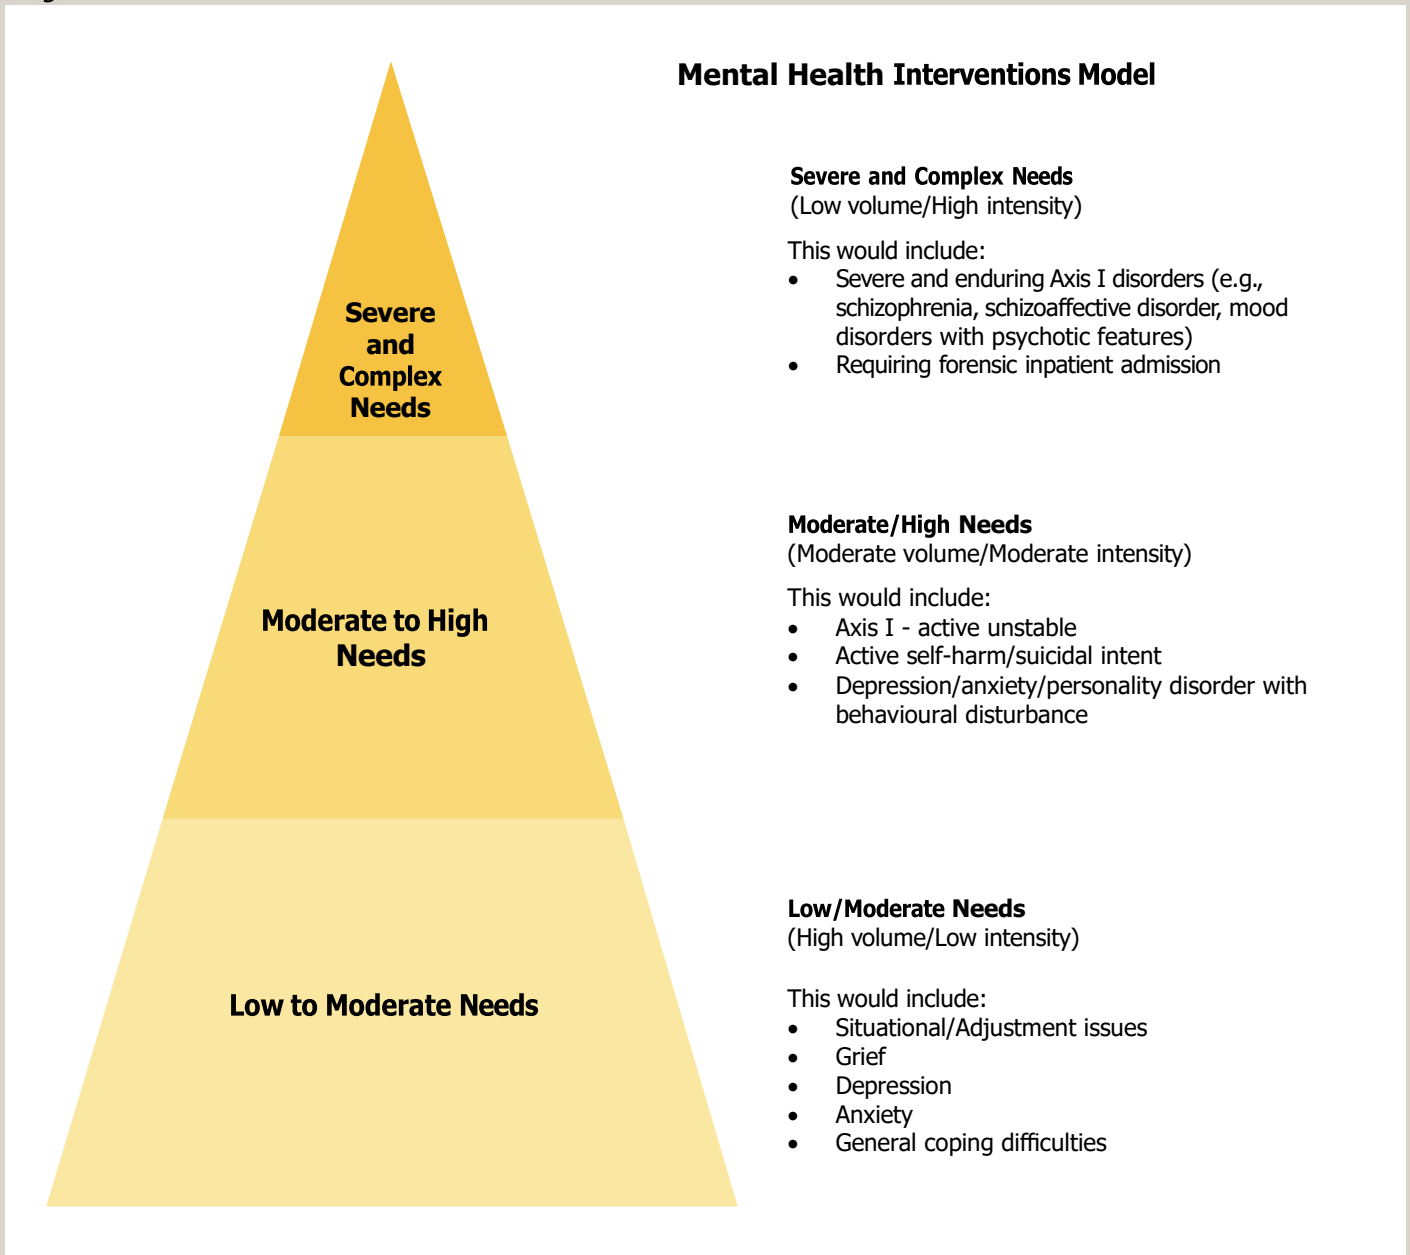 Mental Health Interventions Model
Severe
and
Complex
Needs
Severe and Complex Needs
(Low volume/High intensity)
This would include:
• Severe and enduring Axis I disorders (e.g.,
schizophrenia, schizoaffective disorder, mood
disorders with psychotic features)
• Requiring forensic inpatient admission
Moderate to High
Needs
Moderate/High Needs
(Moderate volume/Moderate intensity)
This would include:
• Axis I - active unstable
• Active self-harm/suicidal intent
• Depression/anxiety/personality disorder with
behavioural disturbance
Low to Moderate Needs
Low/Moderate Needs
(High volume/Low intensity)
This would include:
• Situational/Adjustment issues
• Grief
• Depression
• Anxiety
• General coping difficulties